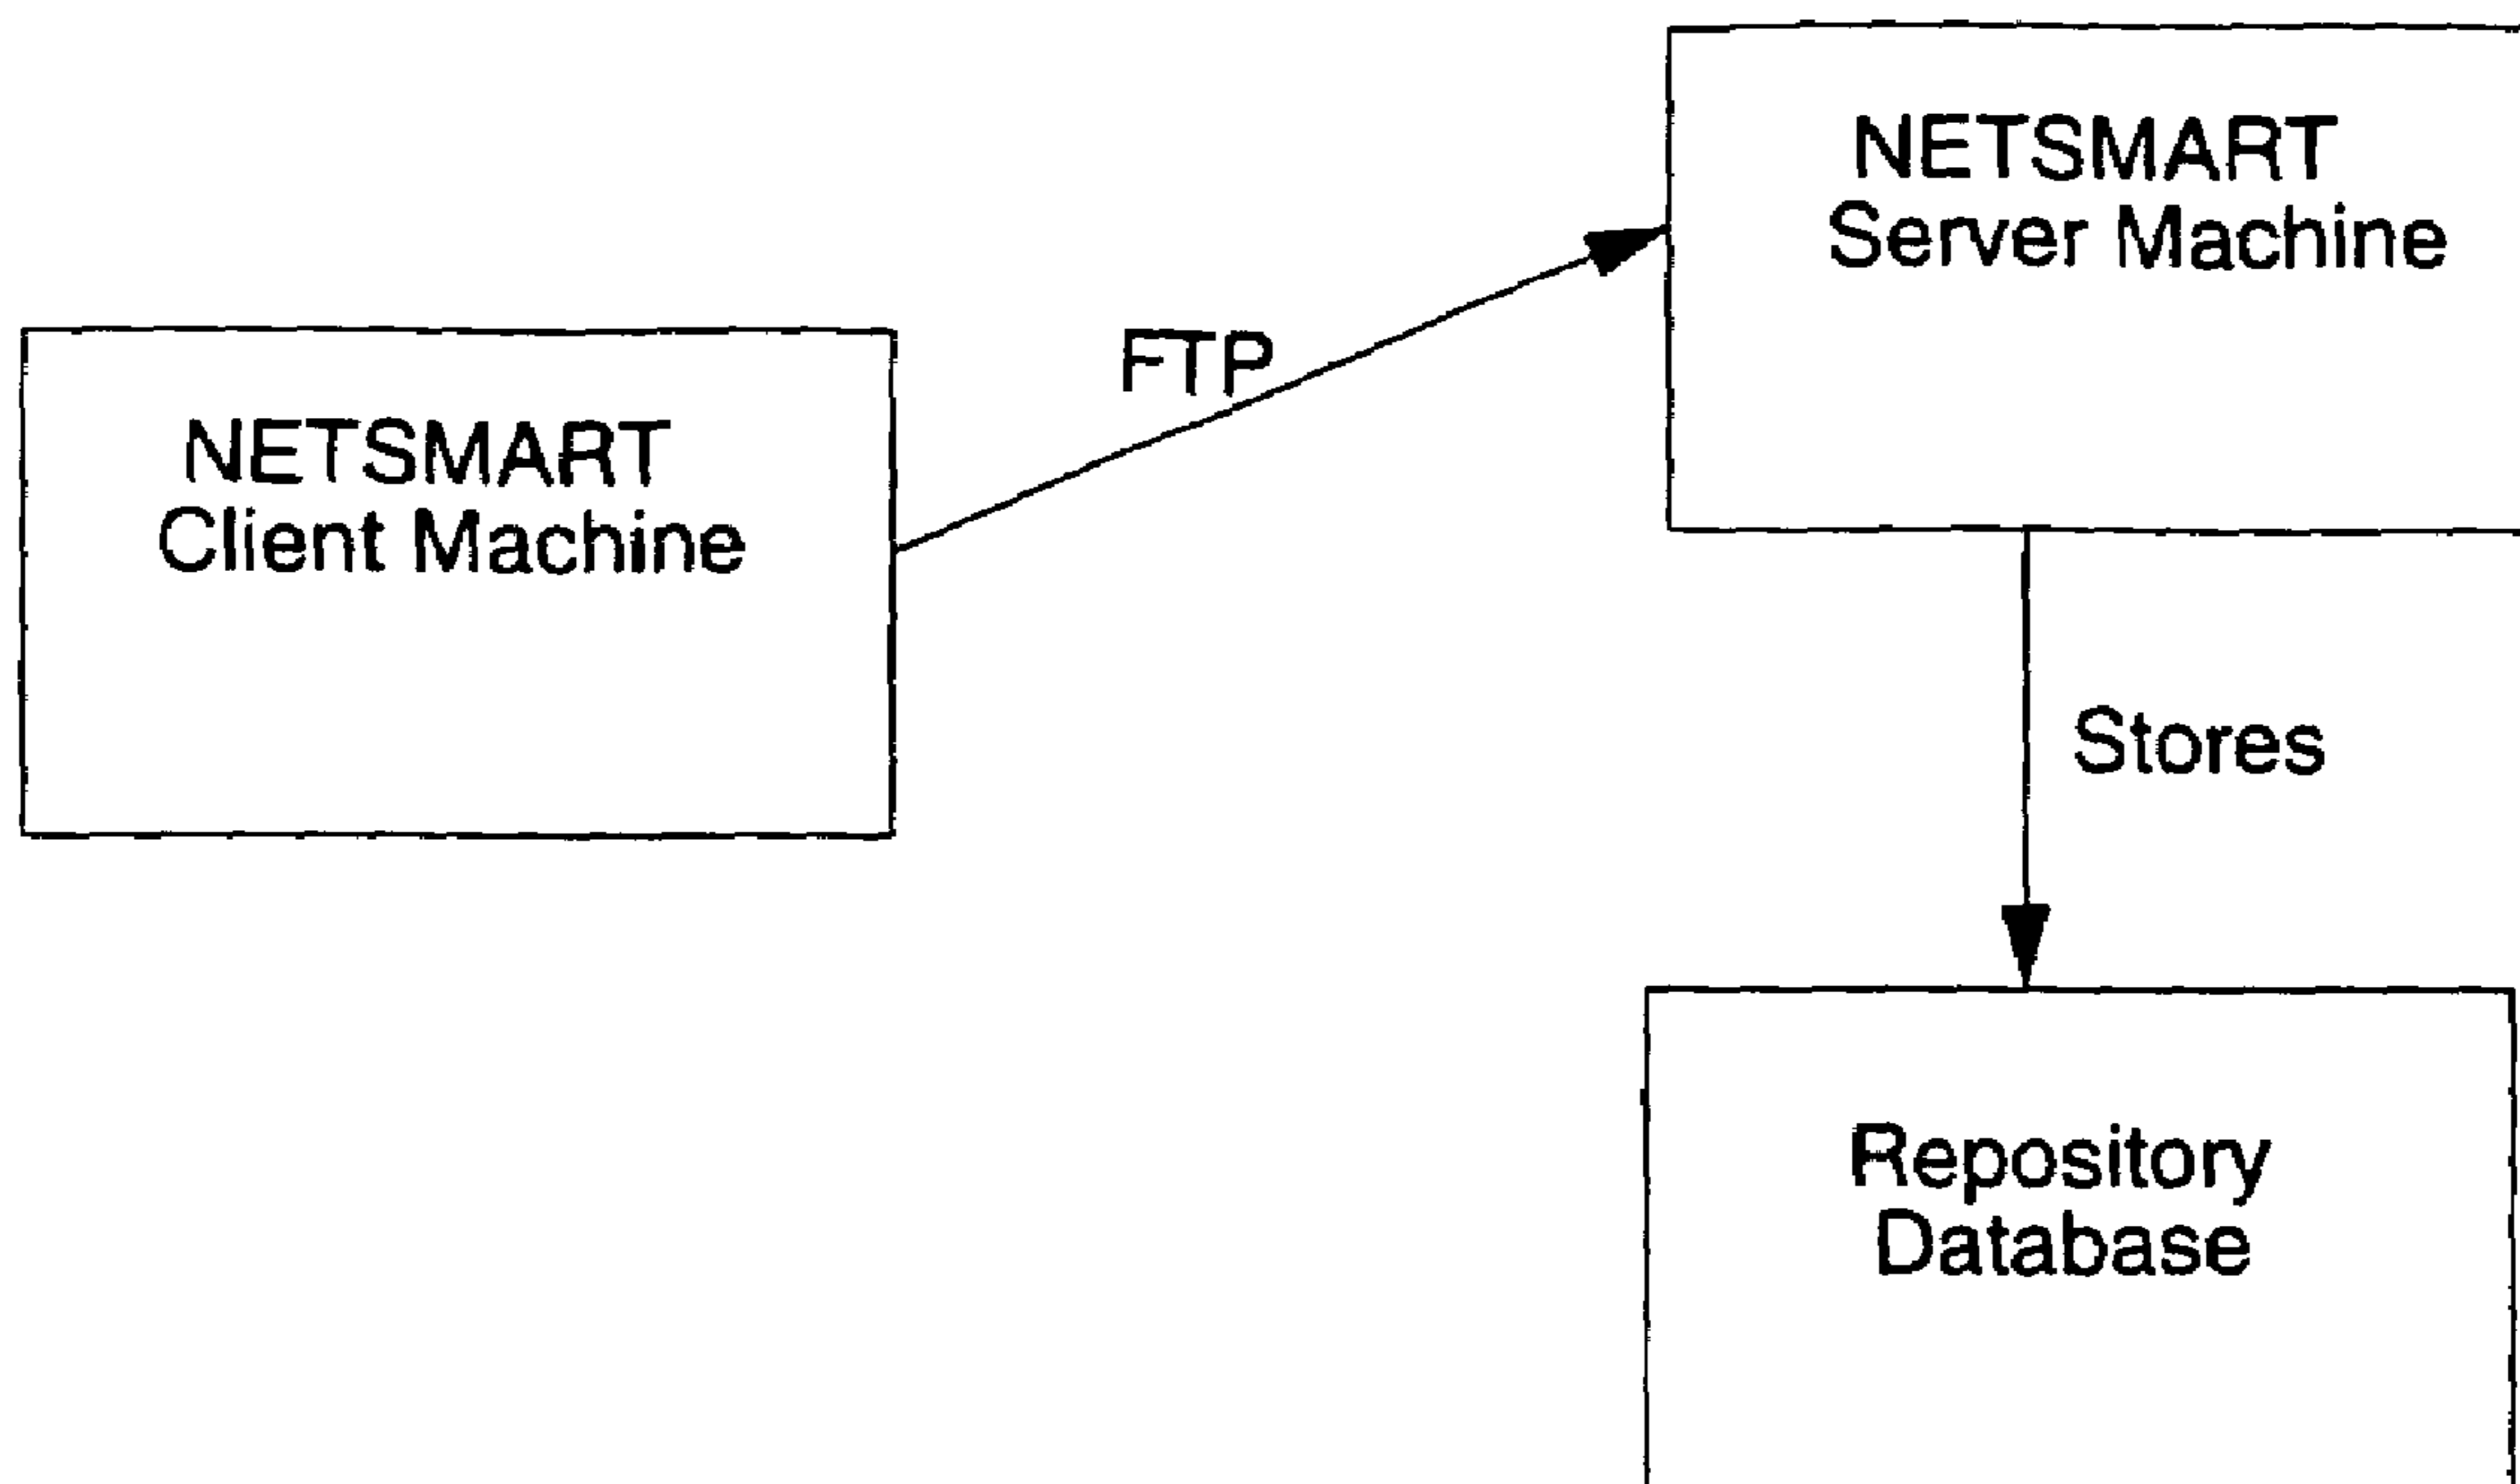 NETSMART
Server Machine
FTP
NETSMART
Client Machine
Stores
Repository
Database